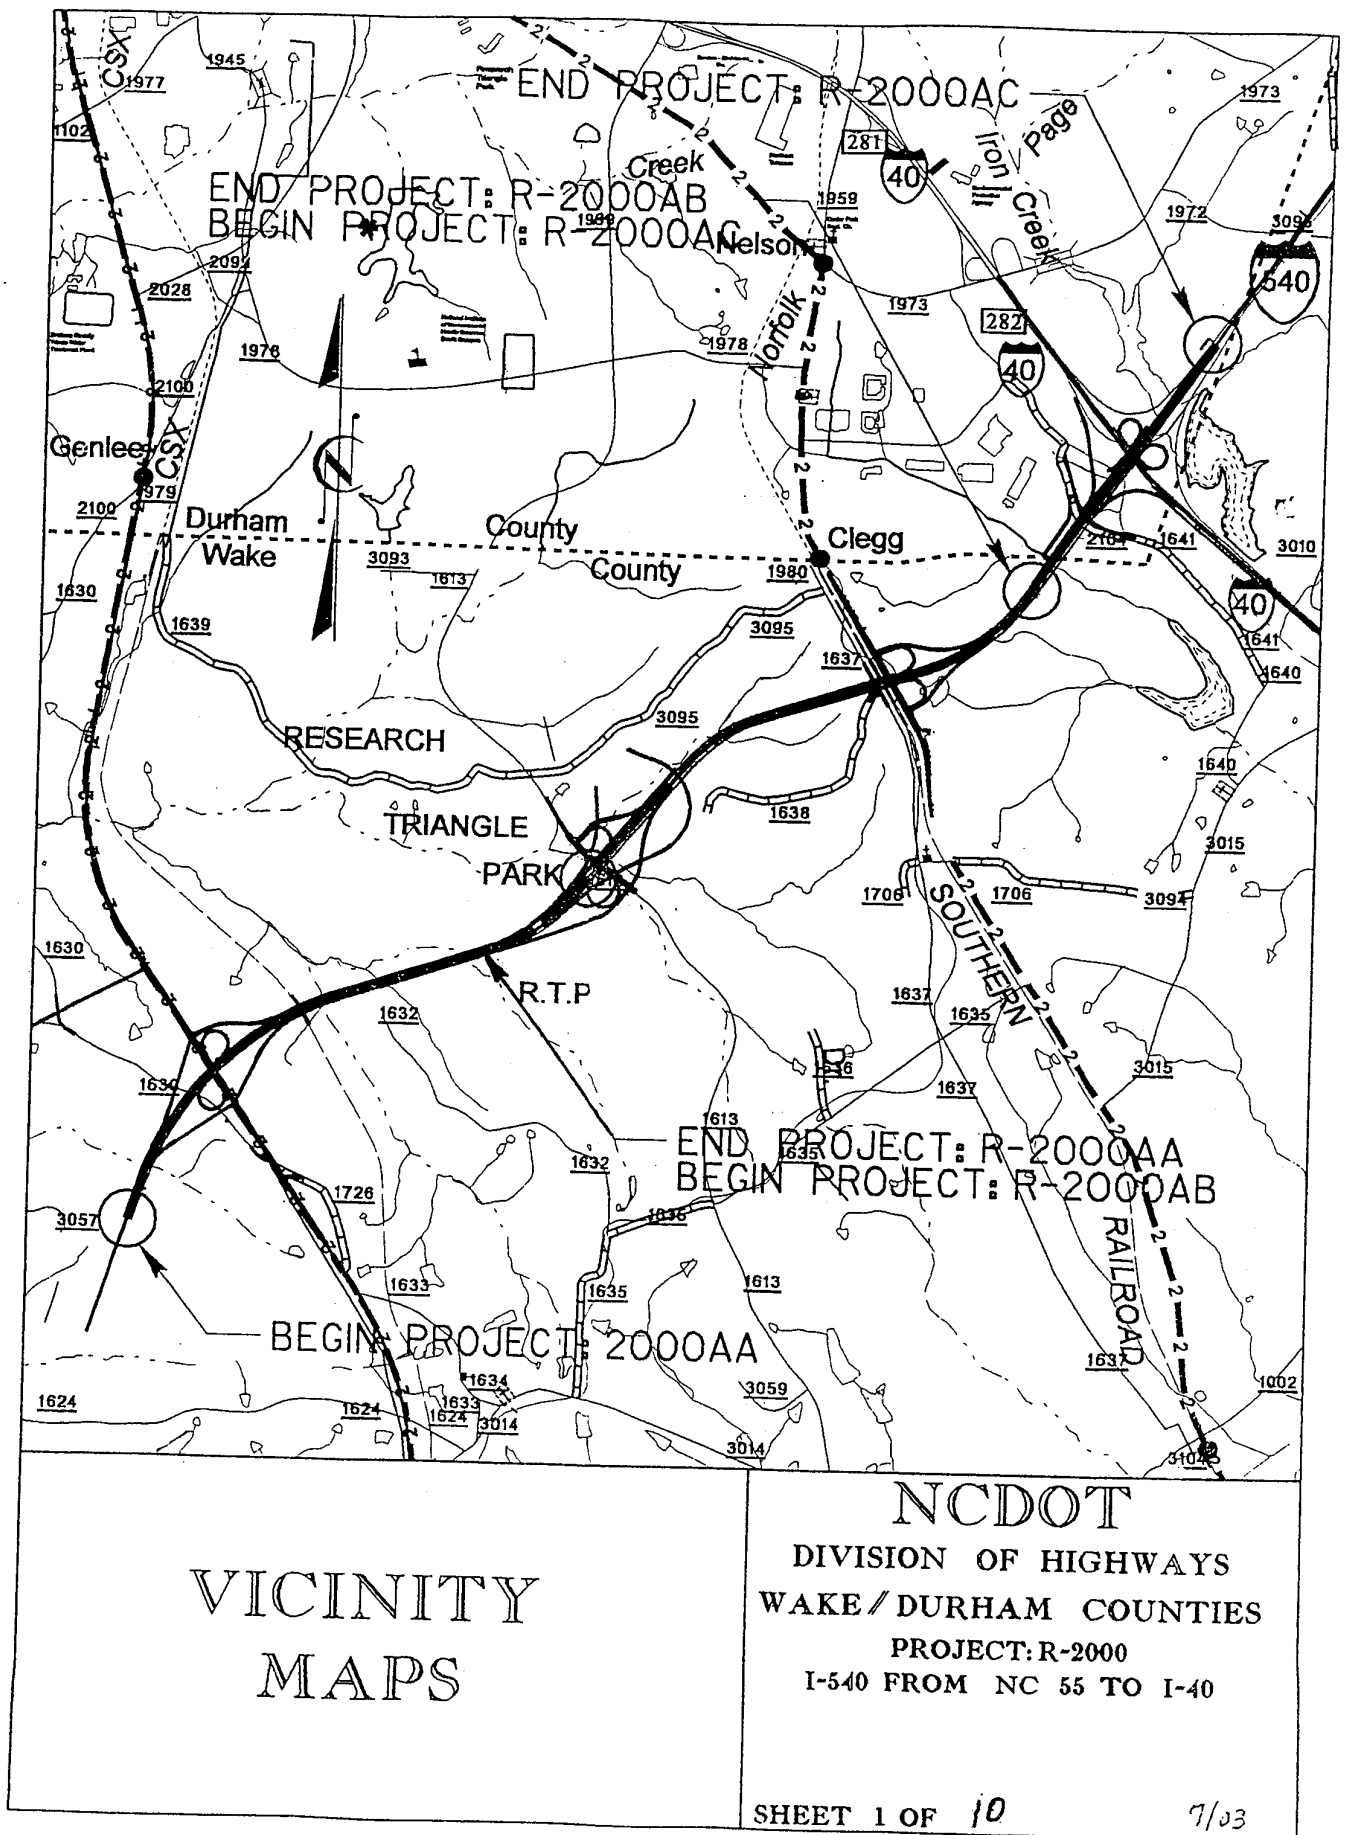 CSX
1945
1977
1102
END PROJECT: R-2000AC
1973
281
40
Iron Creek
Page
Creek
END PROJECT: R-2000AB
BEGIN PROJECT: R-2000AC
1959
1972
Nelson
540
2028
1973
282
40
1978
Norfolk
2100
Genlee
CSX
1979
2100
Durham County
Wake County
Clegg
3093
1613
1980
2104
1641
3010
1630
40
1639
3095
1637
1641
1640
RESEARCH
3095
1640
TRIANGLE
1638
3015
PARK
1706
1706
3094
SOUTHERN
1630
R.T.P
1632
1637
1635
1630
1637
3015
1613
END PROJECT: R-2000AA
BEGIN PROJECT: R-2000AB
1635
1632
1726
3057
RAILROAD
1633
1635
1613
BEGIN PROJECT: 2000AA
1637
1634
3059
1002
1624
1624
1633
1624
3014
3014
VICINITY
MAPS
NCDOT
DIVISION OF HIGHWAYS
WAKE/DURHAM COUNTIES
PROJECT: R-2000
I-540 FROM NC 55 TO I-40
SHEET 1 OF 10
7/03